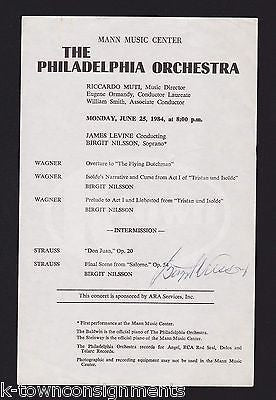 MANN MUSIC CENTER
THE
PHILADELPHIA ORCHESTRA
RICCARDO MUTI, Music Director
Eugene Ormandy, Conductor Laureate
William Smith, Associate Conductor
MONDAY, JUNE 25, 1984, at 8:00 p.m.
JAMES LEVINE Conducting
BIRGIT NILSSON, Soprano*
WAGNER Overture to "The Flying Dutchman"
WAGNER Isolde's Narrative and Curse from Act I of "Tristan und Isolde"
BIRGIT NILSSON
WAGNER Prelude to Act I and Liebestod from "Tristan und Isolde"
BIRGIT NILSSON
—INTERMISSION—
STRAUSS "Don Juan," Op. 20
STRAUSS Final Scene from "Salome," Op. 54
BIRGIT NILSSON
Birgit Nilsson
This concert is sponsored by ARA Services, Inc.
* First performance at the Mann Music Center.
The Baldwin is the official piano of The Philadelphia Orchestra.
The Steinway is the official piano of the Mann Music Center.
The Philadelphia Orchestra records for Angel, RCA Red Seal, Delos and
Telarc Records.
Photographic and recording equipment may not be used in the Mann Music
Center.
k-townconsignments